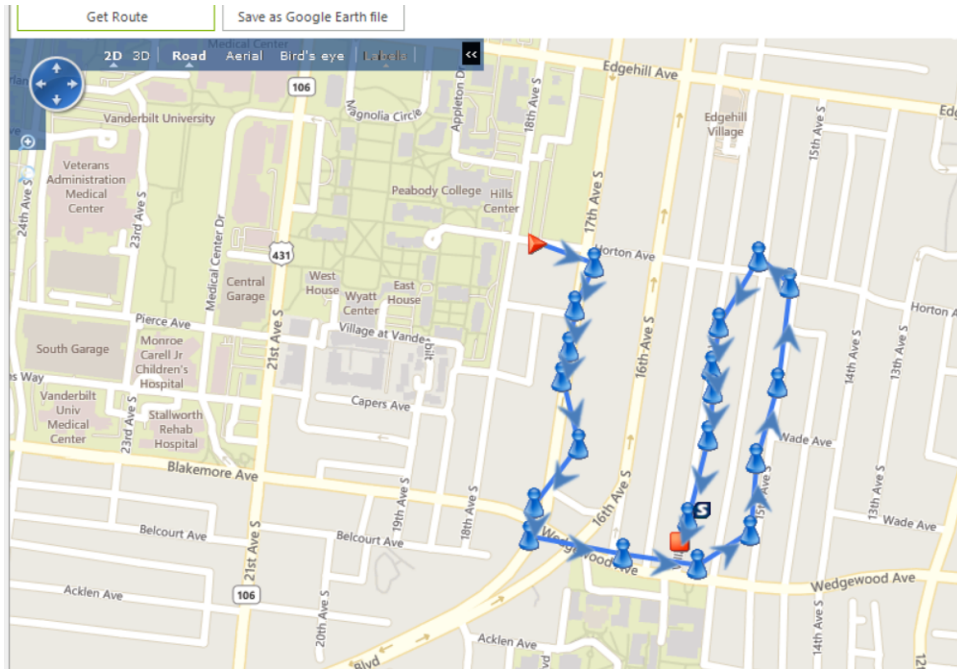 Get Route
Save as Google Earth file
2D
3D
Road
Aerial
Bird's eye
Labels
<<
Medical Center
106
Vanderbilt University
Magnolia Circle
Appleton Dr
18th Ave S
Edgehill Ave
Edgehill
Village
15th Ave S
Veterans
Administration
Medical
Center
24th Ave S
23rd Ave S
Medical Center Dr
Peabody College
Hills
Center
17th Ave S
Horton Ave
431
Central
Garage
West
House
Wyatt
Center
East
House
Pierce Ave
Village at Vande
bilt
21st Ave S
16th Ave S
Horton A
South Garage
Monroe
Carell Jr
Children's
Hospital
14th Ave S
13th Ave S
Capers Ave
Vanderbilt
Univ
Medical
Center
23rd Ave S
Stallworth
Rehab
Hospital
Wade Ave
Blakemore Ave
19th Ave S
18th Ave S
16th Ave S
15th Ave S
13th Ave S
S
Wade Ave
Belcourt Ave
Belcourt Ave
Wedgewood Ave
Wedgewood Ave
21st Ave S
Acklen Ave
106
20th Ave S
Acklen Ave
Blvd
14th Ave S
12t